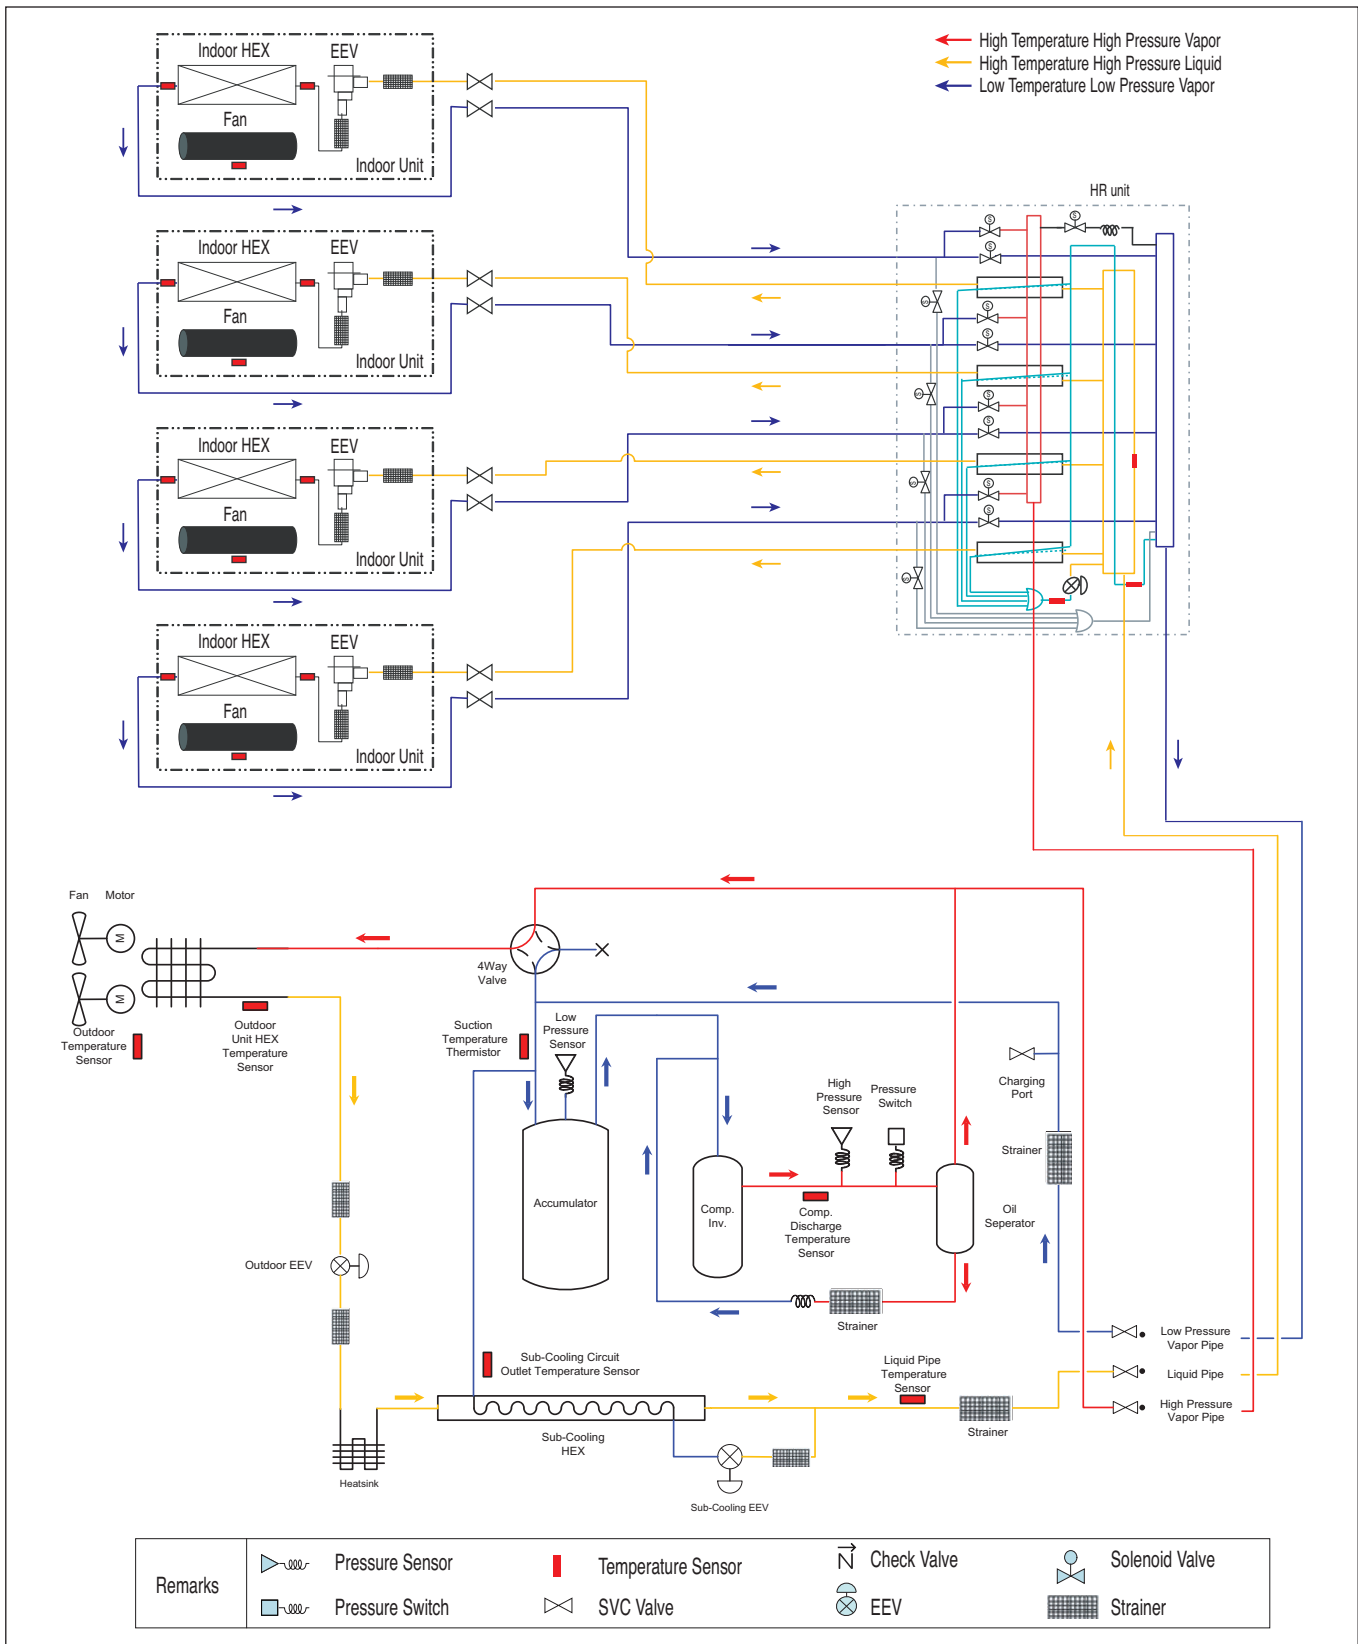 High Temperature High Pressure Vapor
High Temperature High Pressure Liquid
Low Temperature Low Pressure Vapor
Indoor HEX
EEV
Fan
Indoor Unit
HR unit
S
S
S
Indoor HEX
EEV
Fan
Indoor Unit
S
S
S
S
Indoor HEX
EEV
Fan
Indoor Unit
S
S
S
S
S
S
Indoor HEX
EEV
Fan
Indoor Unit
Fan
Motor
M
M
4Way
Valve
Outdoor
Temperature
Sensor
Outdoor
Unit HEX
Temperature
Sensor
Suction
Temperature
Thermistor
Low
Pressure
Sensor
Charging
Port
High
Pressure
Sensor
Pressure
Switch
Strainer
Accumulator
Comp.
Inv.
Comp.
Discharge
Temperature
Sensor
Oil
Seperator
Outdoor EEV
Strainer
Low Pressure
Vapor Pipe
Sub-Cooling Circuit
Outlet Temperature Sensor
Liquid Pipe
Temperature
Sensor
Liquid Pipe
High Pressure
Vapor Pipe
Strainer
Sub-Cooling
HEX
Heatsink
Sub-Cooling EEV
Remarks
Pressure Sensor
Temperature Sensor
N
Check Valve
Solenoid Valve
Pressure Switch
SVC Valve
EEV
Strainer